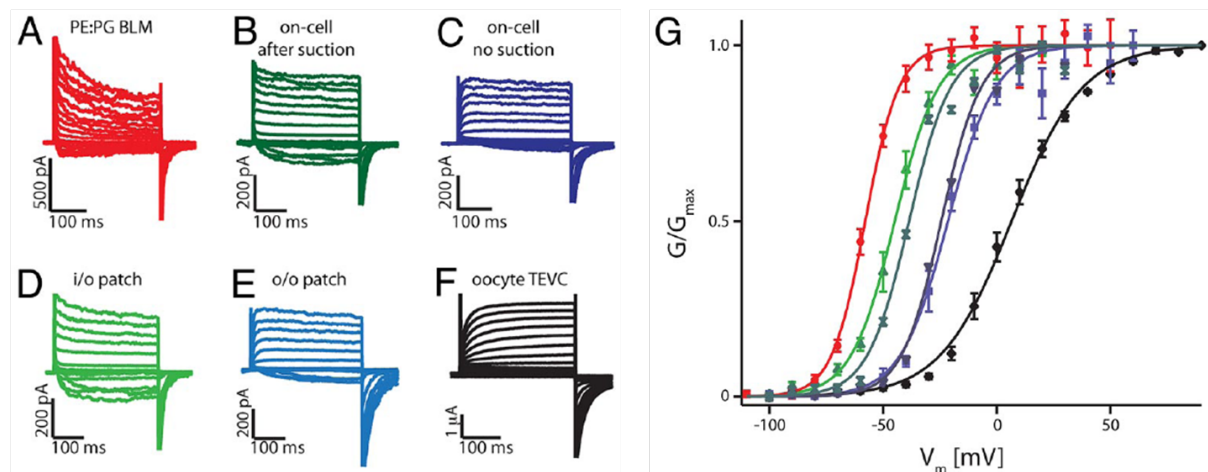 A
PE:PG BLM
500 pA
100 ms
B
on-cell
after suction
200 pA
100 ms
C
on-cell
no suction
200 pA
100 ms
D
i/o patch
200 pA
100 ms
E
o/o patch
200 pA
100 ms
F
oocyte TEVC
1 µA
100 ms
G
G/Gmax
1.0
0.5
0
-100
-50
0
50
Vm [mV]